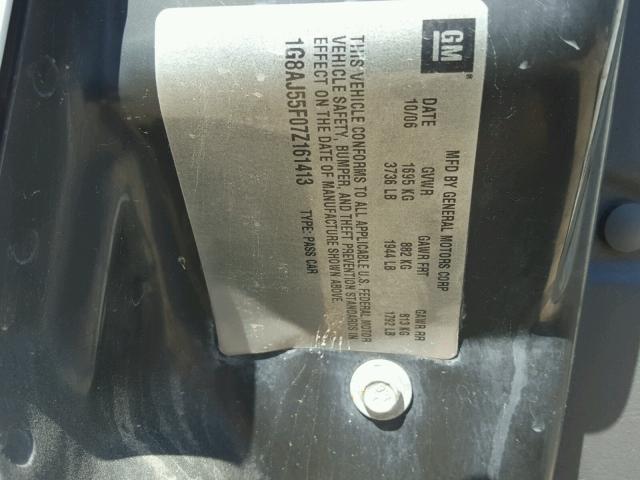 GM
MFD BY GENERAL MOTORS CORP
DATE GVWR GAWR FRT GAWR RR
10/06 1695 KG 882 KG 813 KG
3736 LB 1944 LB 1792 LB
THIS VEHICLE CONFORMS TO ALL APPLICABLE U.S. FEDERAL MOTOR
VEHICLE SAFETY, BUMPER, AND THEFT PREVENTION STANDARDS IN
EFFECT ON THE DATE OF MANUFACTURE SHOWN ABOVE.
1G8AJ55F07Z161413 TYPE: PASS CAR